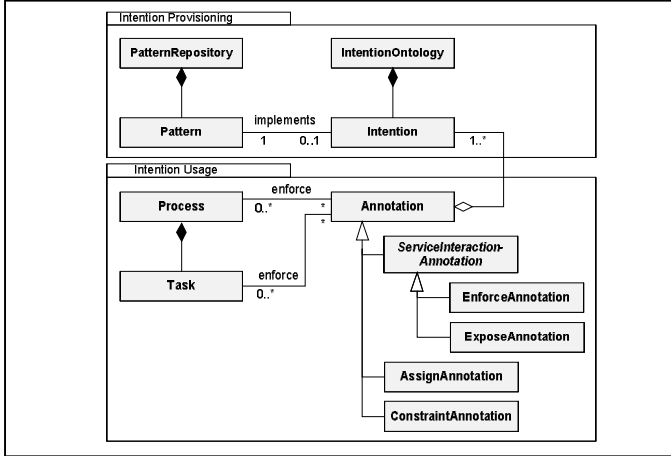 Intention Provisioning
PatternRepository
IntentionOntology
implements
Pattern
Intention
1
0..1
1..*
Intention Usage
enforce
Process
Annotation
0..*
*
*
ServiceInteraction-
Annotation
enforce
Task
0..*
EnforceAnnotation
ExposeAnnotation
AssignAnnotation
ConstraintAnnotation